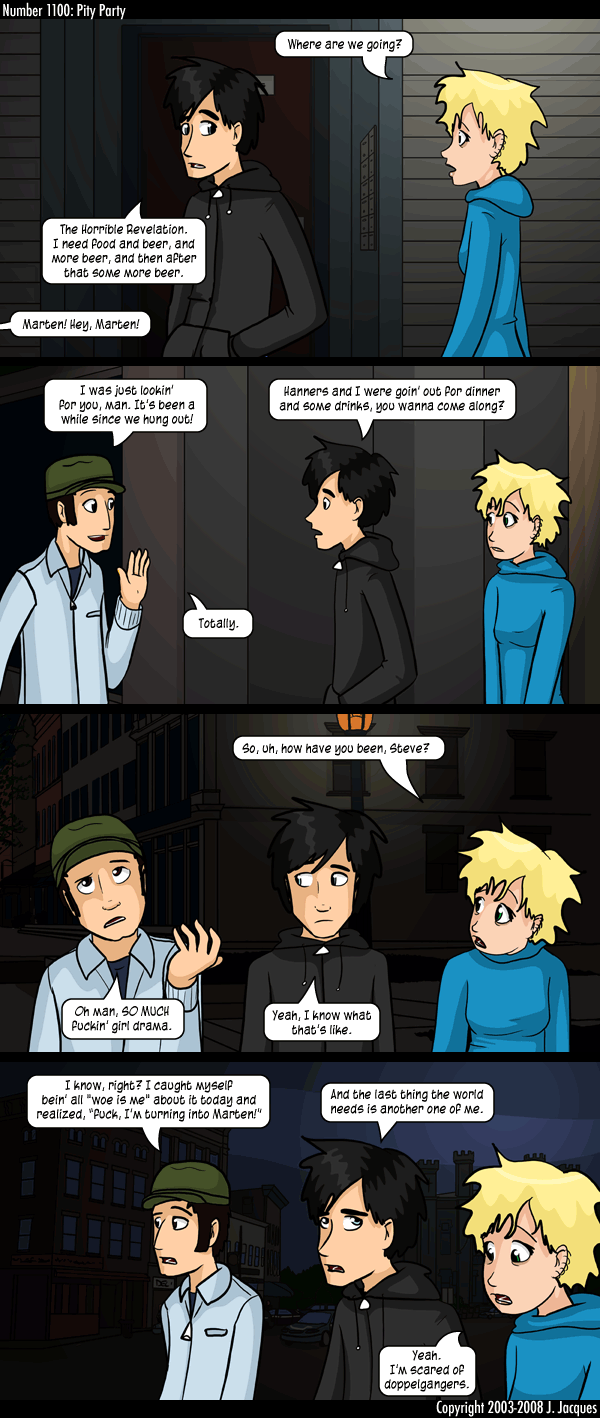 Number 1100: Pity Party
Where are we going?
The Horrible Revelation.
I need food and beer, and
more beer, and then after
that some more beer.
Marten! Hey, Marten!
I was just lookin'
for you, man. It's been a
while since we hung out!
Hanners and I were goin' out for dinner
and some drinks, you wanna come along?
Totally.
So, uh, how have you been, Steve?
Oh man, SO MUCH
fuckin' girl drama.
Yeah, I know what
that's like.
I know, right? I caught myself
bein' all "woe is me" about it today and
realized, "fuck, I'm turning into Marten!"
And the last thing the world
needs is another one of me.
Yeah.
I'm scared of
doppelgangers.
Copyright 2003-2008 J. Jacques